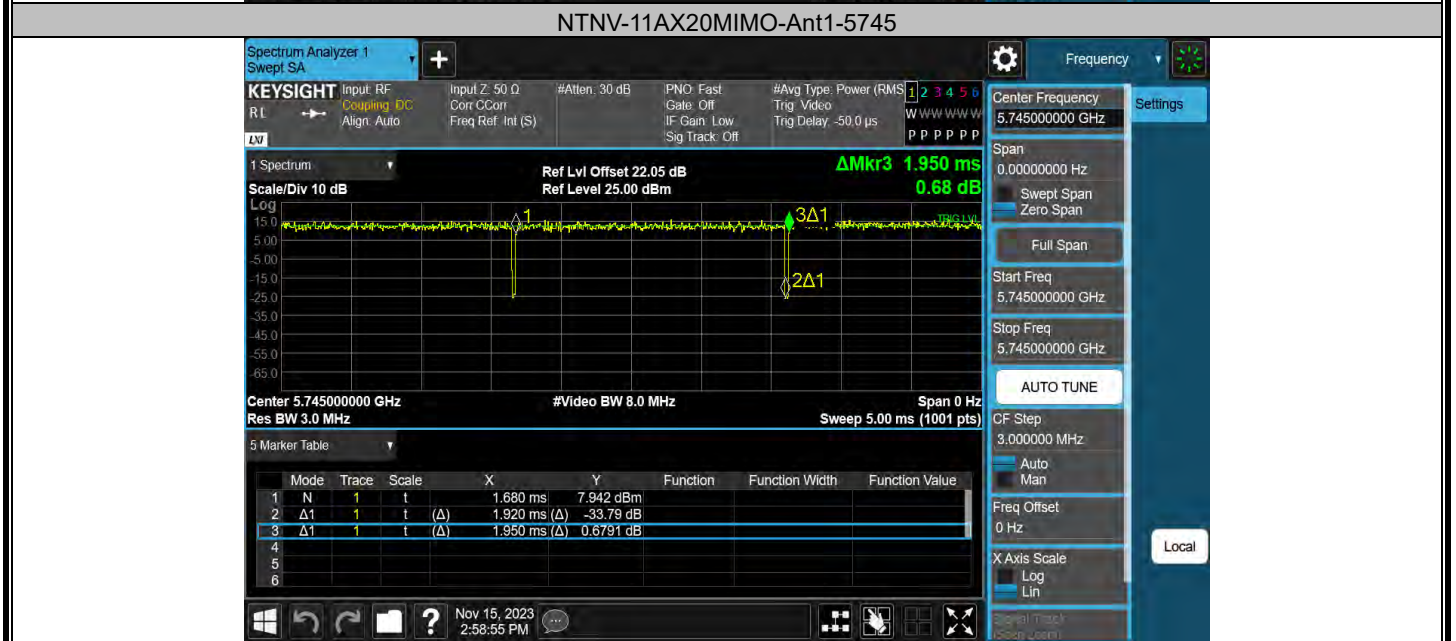 NTNV-11AX20MIMO-Ant1-5745
Spectrum Analyzer 1
Swept SA
+
Frequency
KEYSIGHT
RL
LXI
Input: RF
Coupling: DC
Align: Auto
Input Z: 50 Ω
Corr CCorr
Freq Ref: Int (S)
#Atten: 30 dB
PNO: Fast
Gate: Off
IF Gain: Low
Sig Track: Off
#Avg Type: Power (RMS
Trig: Video
Trig Delay: -50.0 µs
1 2 3 4 5 6
W W W W W W
P P P P P P
Center Frequency
5.745000000 GHz
Settings
Span
0.00000000 Hz
Swept Span
Zero Span
Full Span
Start Freq
5.745000000 GHz
Stop Freq
5.745000000 GHz
AUTO TUNE
CF Step
3.000000 MHz
Auto
Man
Freq Offset
0 Hz
X Axis Scale
Log
Lin
Local
1 Spectrum
Scale/Div 10 dB
Ref Lvl Offset 22.05 dB
Ref Level 25.00 dBm
ΔMkr3 1.950 ms
0.68 dB
Log
15.0
5.00
-5.00
-15.0
-25.0
-35.0
-45.0
-55.0
-65.0
1
3Δ1
2Δ1
TRIG LVL
Center 5.745000000 GHz
#Video BW 8.0 MHz
Span 0 Hz
Res BW 3.0 MHz
Sweep 5.00 ms (1001 pts)
5 Marker Table
Mode Trace Scale X Y Function Function Width Function Value
1 N 1 t 1.680 ms 7.942 dBm
2 Δ1 1 t (Δ) 1.920 ms (Δ) -33.79 dB
3 Δ1 1 t (Δ) 1.950 ms (Δ) 0.6791 dB
4
5
6
?
Nov 15, 2023
2:58:55 PM